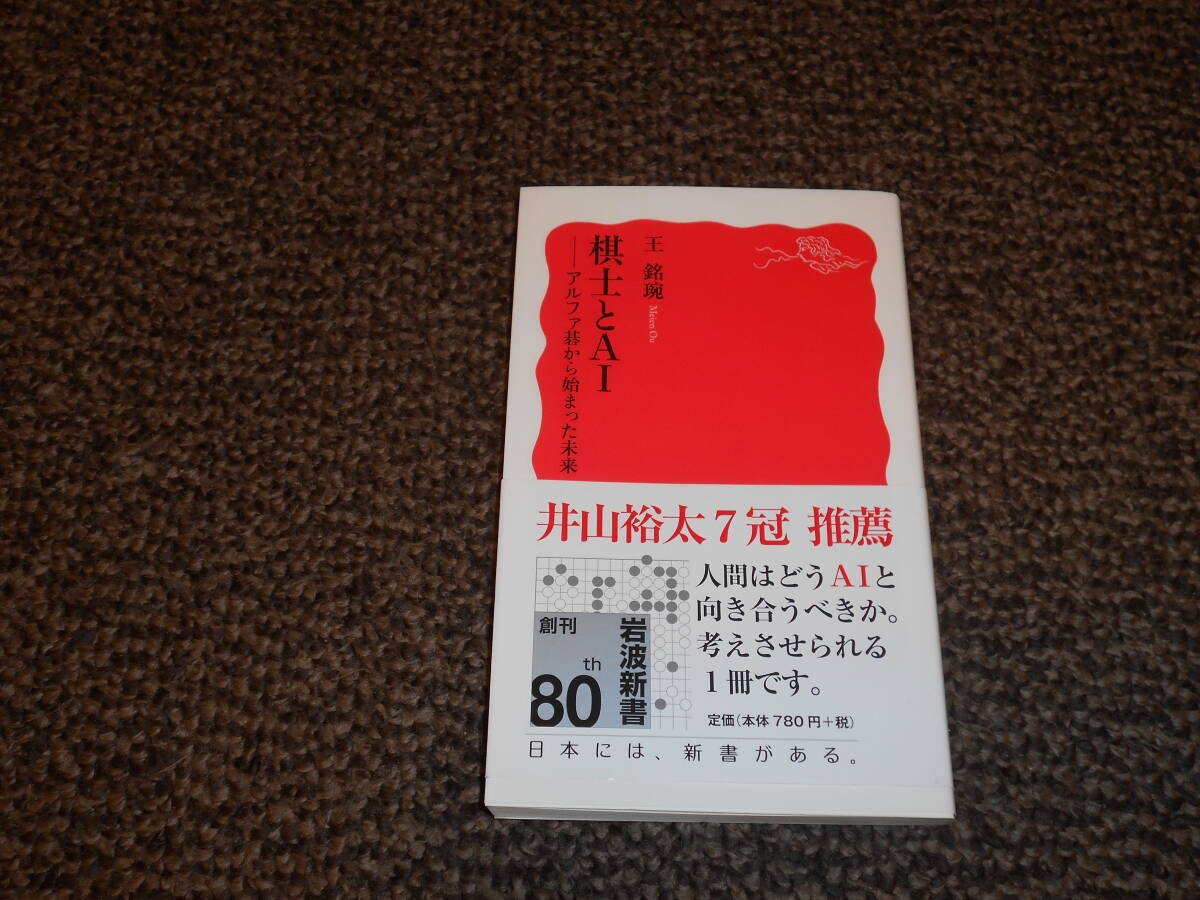 王 銘琬 Meien Ou
棋士とAI
――アルファ碁から始まった未来
井山裕太7冠 推薦
人間はどうAIと
向き合うべきか。
考えさせられる
1冊です。
創刊
80th
岩波新書
定価(本体780円+税)
日本には、新書がある。